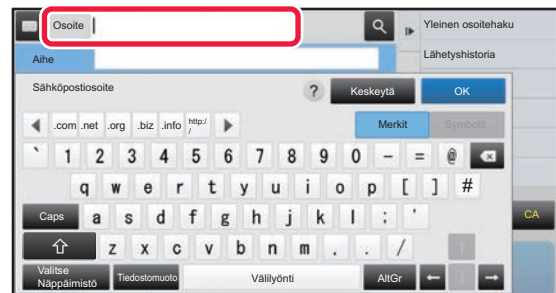 Osoite
Yleinen osoitehaku
Aihe
Lähetyshistoria
Sähköpostiosoite
? Keskeytä OK
.com .net .org .biz .info http://
Merkit Symbolit
` 1 2 3 4 5 6 7 8 9 0 - = @
q w e r t y u i o p [ ] #
Caps a s d f g h j k l ; '
CA
z x c v b n m , . /
Valitse
Näppäimistö Tiedostomuoto Välilyönti AltGr